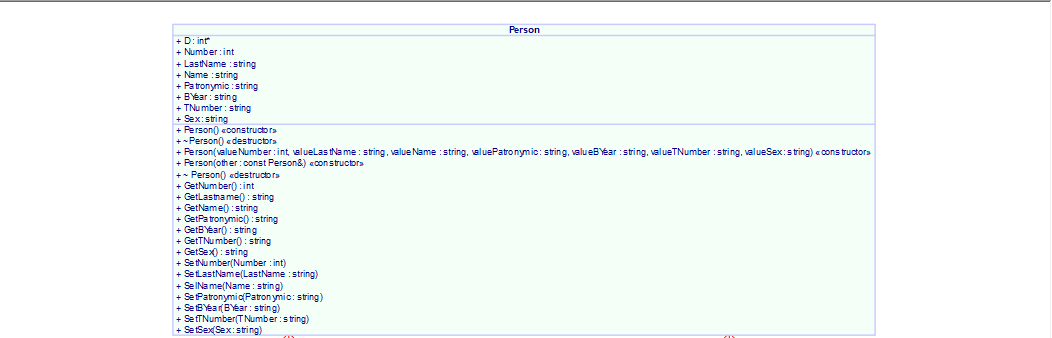 Person
+ D : int*
+ Number : int
+ LastName : string
+ Name : string
+ Patronymic : string
+ BYear : string
+ TNumber : string
+ Sex : string
+ Person() «constructor»
+ ~Person() «destructor»
+ Person(valueNumber : int, valueLastName : string, valueName : string, valuePatronymic : string, valueBYear : string, valueTNumber : string, valueSex : string) «constructor»
+ Person(other : const Person&) «constructor»
+ ~ Person() «destructor»
+ GetNumber() : int
+ GetLastname() : string
+ GetName() : string
+ GetPatronymic() : string
+ GetBYear() : string
+ GetTNumber() : string
+ GetSex() : string
+ SetNumber(Number : int)
+ SetLastName(LastName : string)
+ SelName(Name : string)
+ SetPatronymic(Patronymic : string)
+ SetBYear(BYear : string)
+ SetTNumber(TNumber : string)
+ SetSex(Sex : string)